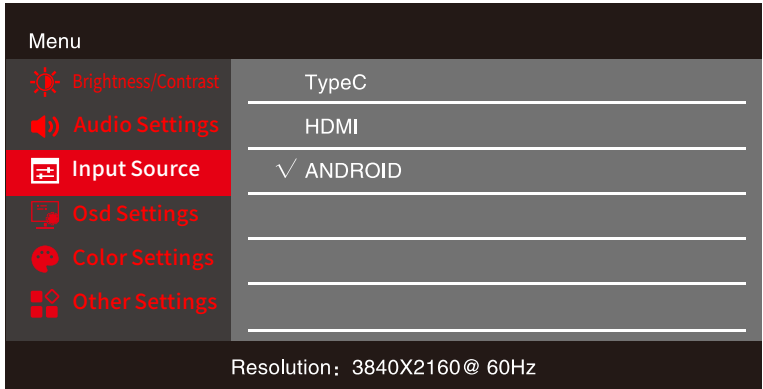 Menu
Brightness/Contrast
Audio Settings
Input Source
Osd Settings
Color Settings
Other Settings
TypeC
HDMI
√ ANDROID
Resolution：3840X2160@ 60Hz